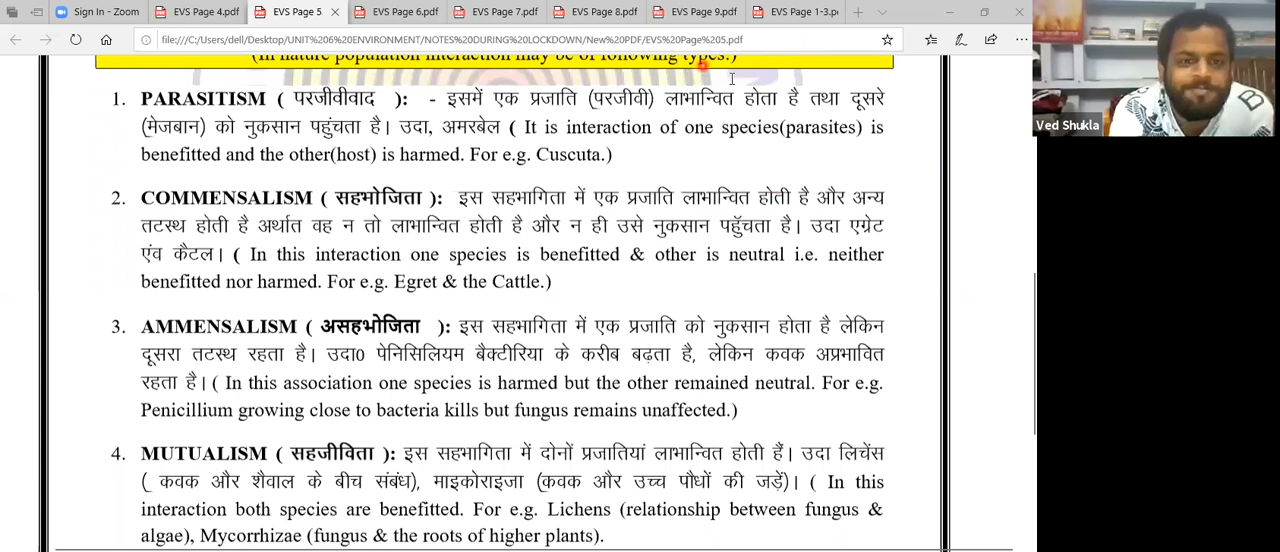 Sign In - Zoom
EVS Page 4.pdf
EVS Page 5
EVS Page 6.pdf
EVS Page 7.pdf
EVS Page 8.pdf
EVS Page 9.pdf
EVS Page 1-3.p
file:///C:/Users/dell/Desktop/UNIT%206%20ENVIRONMENT/NOTES%20DURING%20LOCKDOWN/New%20PDF/EVS%20Page%205.pdf
(In nature population interaction may be of following types.)
1. PARASITISM ( परजीवीवाद ): - इसमें एक प्रजाति (परजीवी) लाभान्वित होता है तथा दूसरे
(मेजबान) को नुकसान पहुंचता है। उदा, अमरबेल ( It is interaction of one species(parasites) is
benefitted and the other(host) is harmed. For e.g. Cuscuta.)
2. COMMENSALISM ( सहभोजिता ): इस सहभागिता में एक प्रजाति लाभान्वित होती है और अन्य
तटस्थ होती है अर्थात वह न तो लाभान्वित होती है और न ही उसे नुकसान पहुॅचता है। उदा एग्रेट
एंव कैटल। ( In this interaction one species is benefitted & other is neutral i.e. neither
benefitted nor harmed. For e.g. Egret & the Cattle.)
3. AMMENSALISM ( असहभोजिता ): इस सहभागिता में एक प्रजाति को नुकसान होता है लेकिन
दूसरा तटस्थ रहता है। उदा0 पेनिसिलियम बैक्टीरिया के करीब बढ़ता है, लेकिन कवक अप्रभावित
रहता है। ( In this association one species is harmed but the other remained neutral. For e.g.
Penicillium growing close to bacteria kills but fungus remains unaffected.)
4. MUTUALISM ( सहजीविता ): इस सहभागिता में दोनों प्रजातियां लाभान्वित होती हैं। उदा लिचेंस
( कवक और शैवाल के बीच संबंध), माइकोराइजा (कवक और उच्च पौधों की जड़ें)। ( In this
interaction both species are benefitted. For e.g. Lichens (relationship between fungus &
algae), Mycorrhizae (fungus & the roots of higher plants).
Ved Shukla